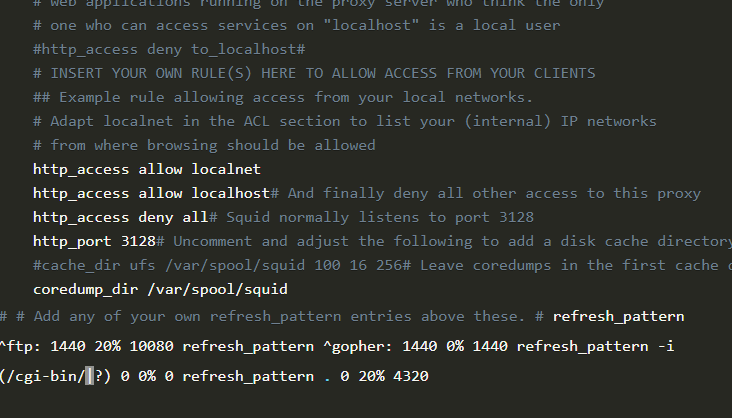 # web applications running on the proxy server who think the only
# one who can access services on "localhost" is a local user
#http_access deny to_localhost#
# INSERT YOUR OWN RULE(S) HERE TO ALLOW ACCESS FROM YOUR CLIENTS
## Example rule allowing access from your local networks.
# Adapt localnet in the ACL section to list your (internal) IP networks
# from where browsing should be allowed
http_access allow localnet
http_access allow localhost# And finally deny all other access to this proxy
http_access deny all# Squid normally listens to port 3128
http_port 3128# Uncomment and adjust the following to add a disk cache directory
#cache_dir ufs /var/spool/squid 100 16 256# Leave coredumps in the first cache
coredump_dir /var/spool/squid
# # Add any of your own refresh_pattern entries above these. # refresh_pattern
^ftp: 1440 20% 10080 refresh_pattern ^gopher: 1440 0% 1440 refresh_pattern -i
(/cgi-bin/|?) 0 0% 0 refresh_pattern . 0 20% 4320